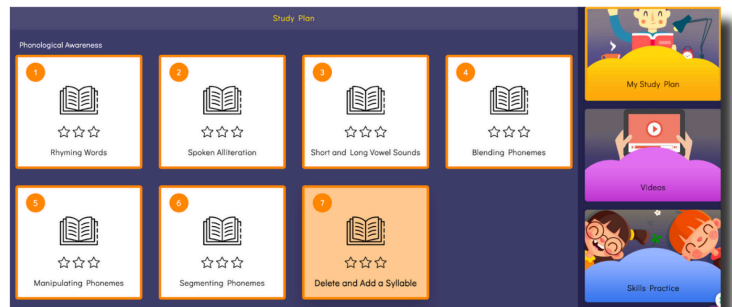 Study Plan
Phonological Awareness
1
Rhyming Words
2
Spoken Alliteration
3
Short and Long Vowel Sounds
4
Blending Phonemes
5
Manipulating Phonemes
6
Segmenting Phonemes
7
Delete and Add a Syllable
My Study Plan
Videos
Skills Practice